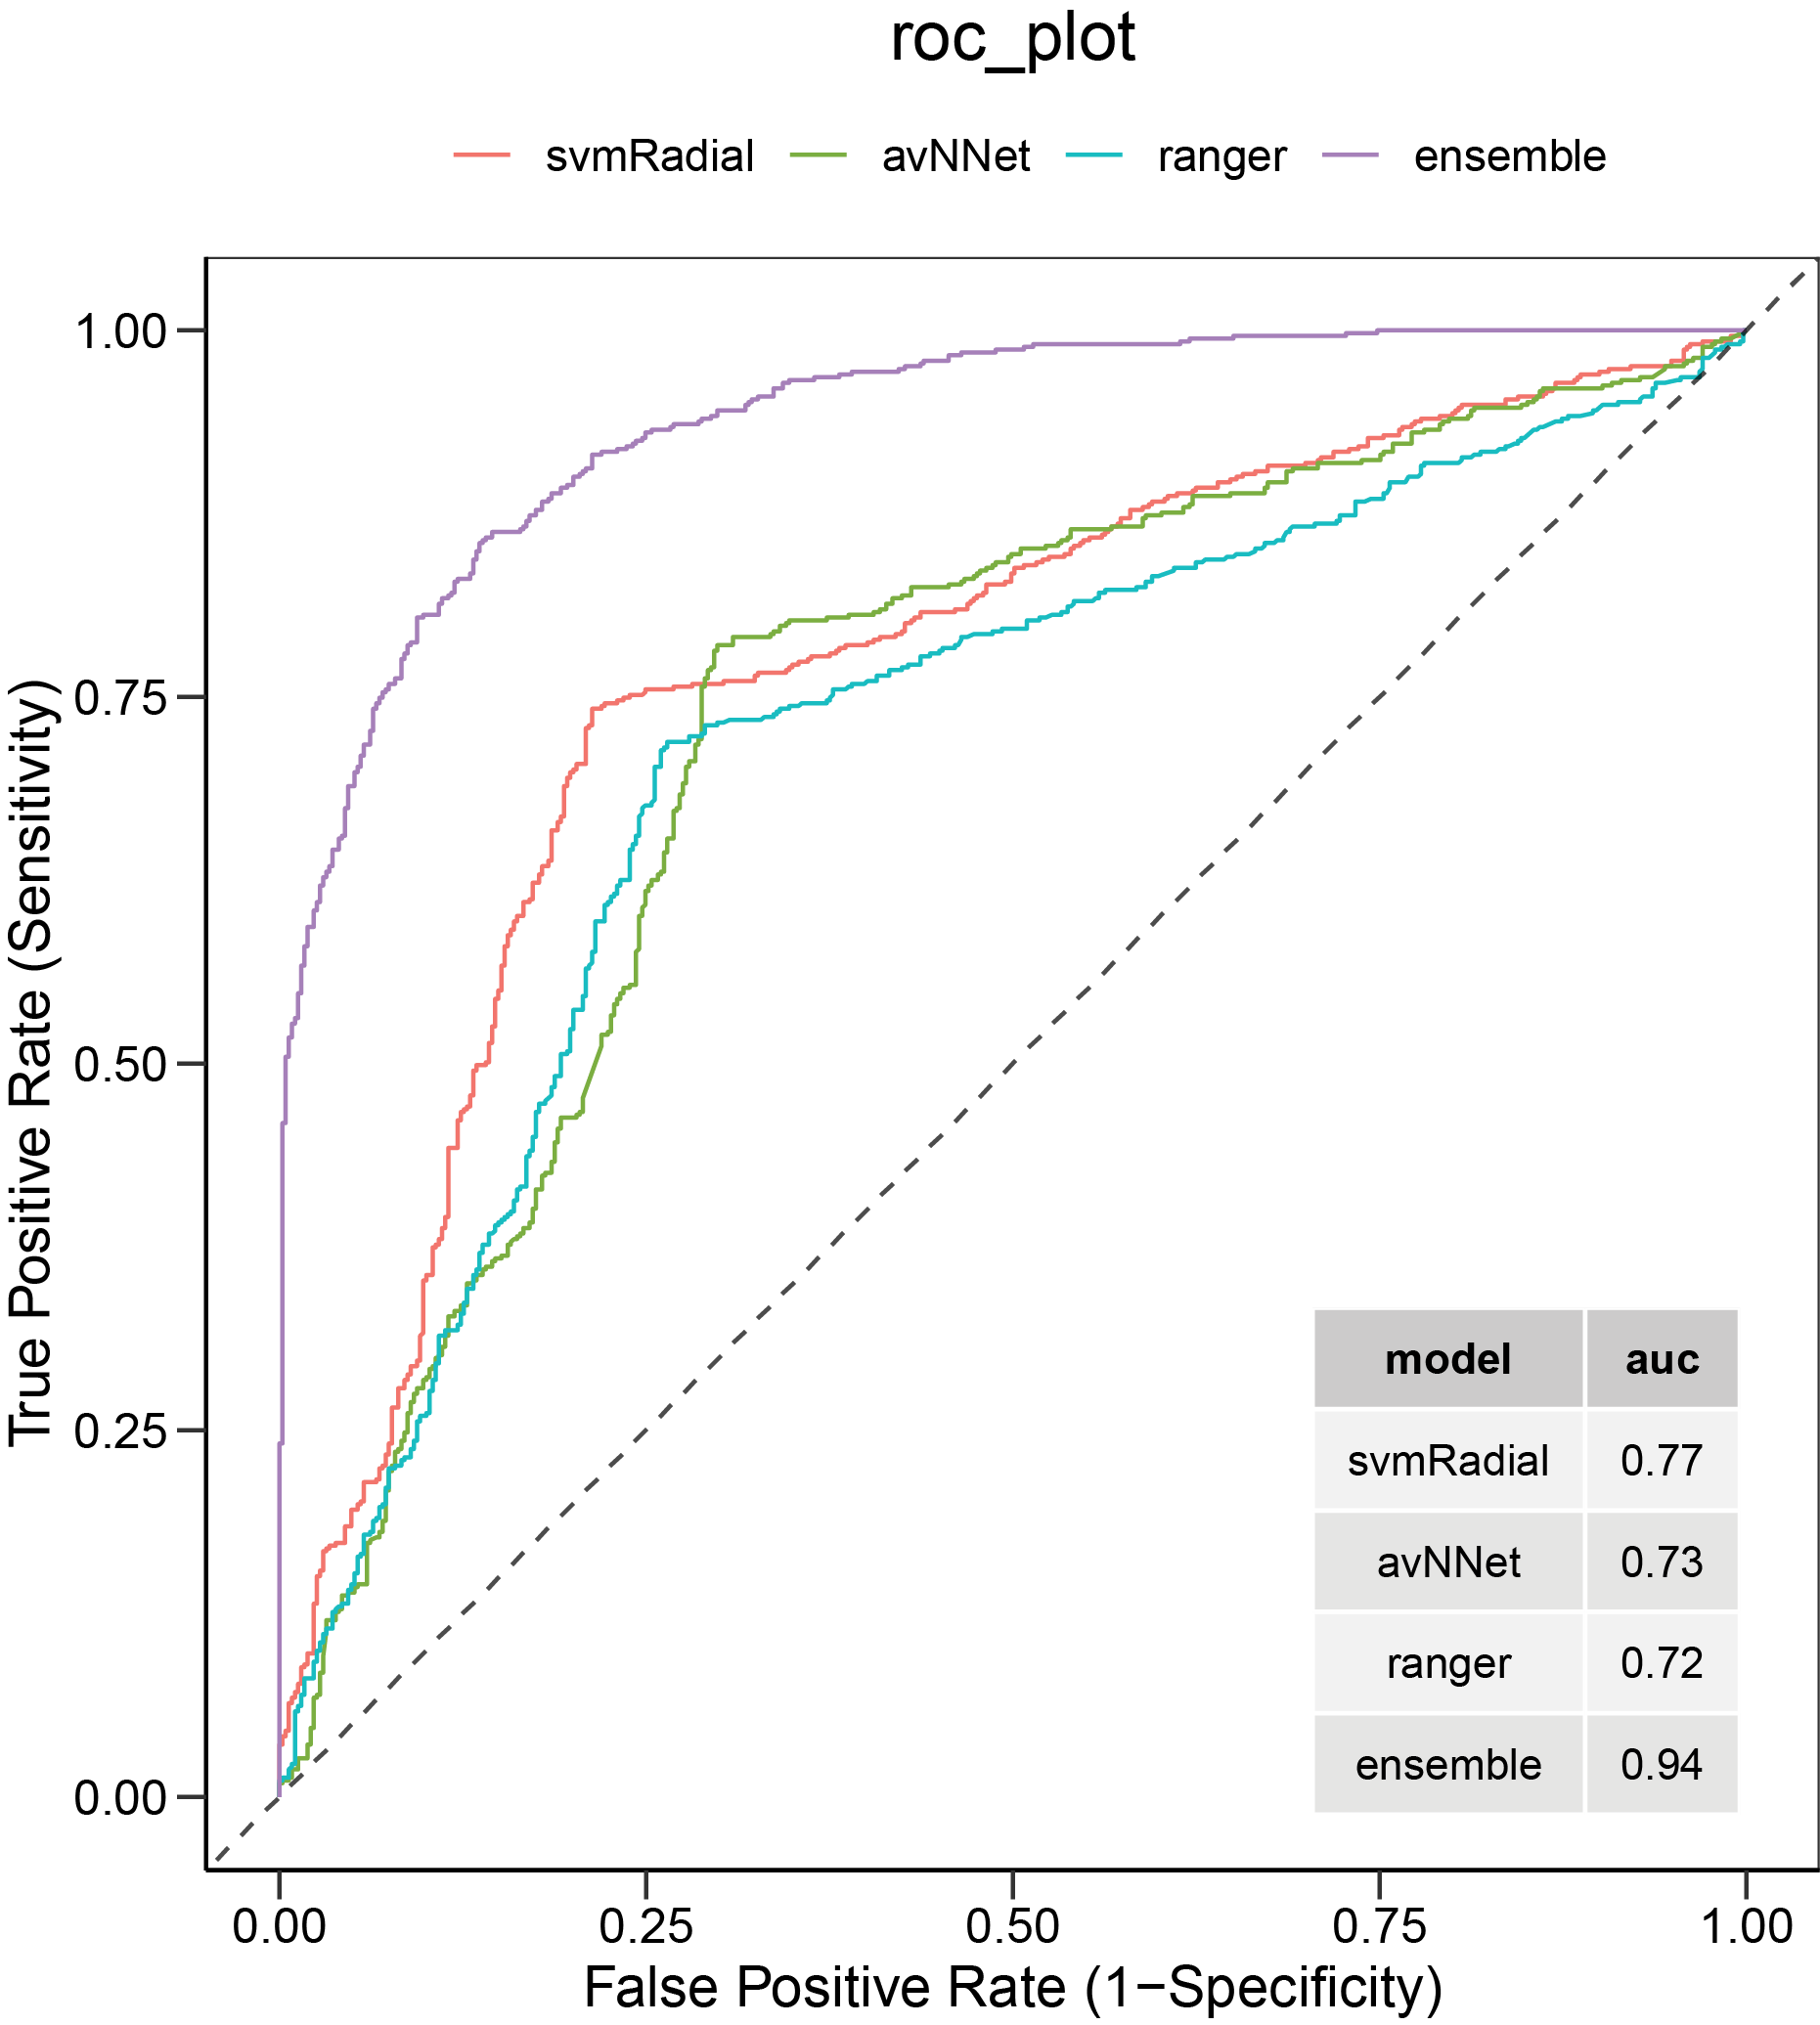 roc_plot
svmRadial avNNet ranger ensemble
True Positive Rate (Sensitivity)
1.00
0.75
0.50
0.25
0.00
model auc
svmRadial 0.77
avNNet 0.73
ranger 0.72
ensemble 0.94
0.00 0.25 0.50 0.75 1.00
False Positive Rate (1−Specificity)